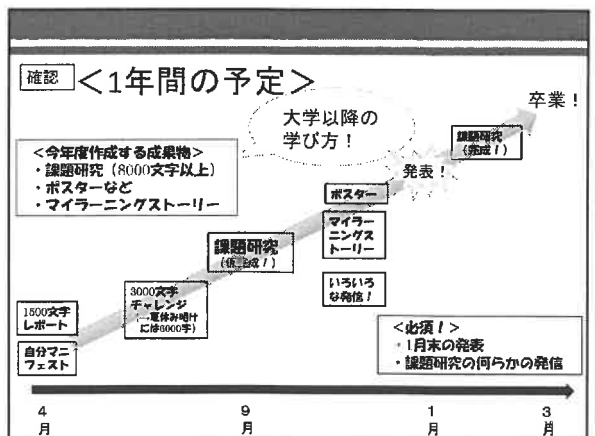 確認
＜1年間の予定＞
大学以降の
学び方！
卒業！
＜今年度作成する成果物＞
・課題研究（8000文字以上）
・ポスターなど
・マイラーニングストーリー
課題研究
（完成！）
発表！
ポスター
マイラー
ニングス
トーリー
いろいろ
な発信！
課題研究
（仮完成！）
3000文字
チャレンジ
（→夏休み明け
には6000字）
1500文字
レポート
自分マニ
フェスト
＜必須！＞
・1月末の発表
・課題研究の何らかの発信
4
月
9
月
1
月
3
月